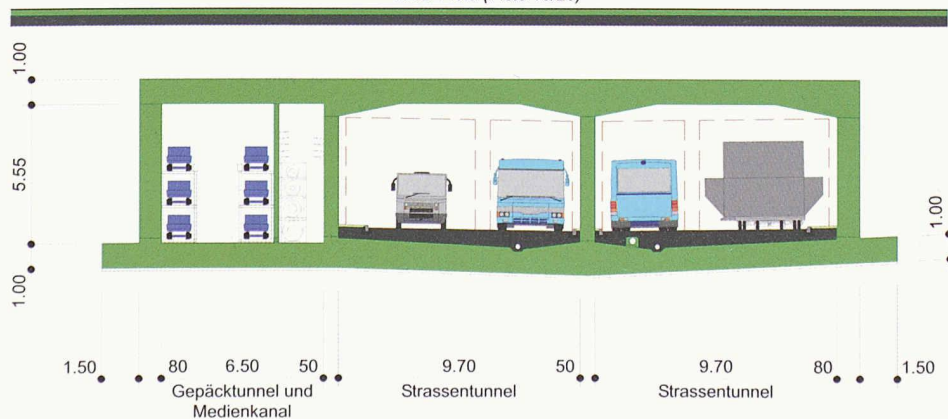 1.00
5.55
1.00
1.00
1.50 80 6.50 50 9.70 50 9.70 80 1.50
Gepäcktunnel und
Medienkanal
Strassentunnel
Strassentunnel